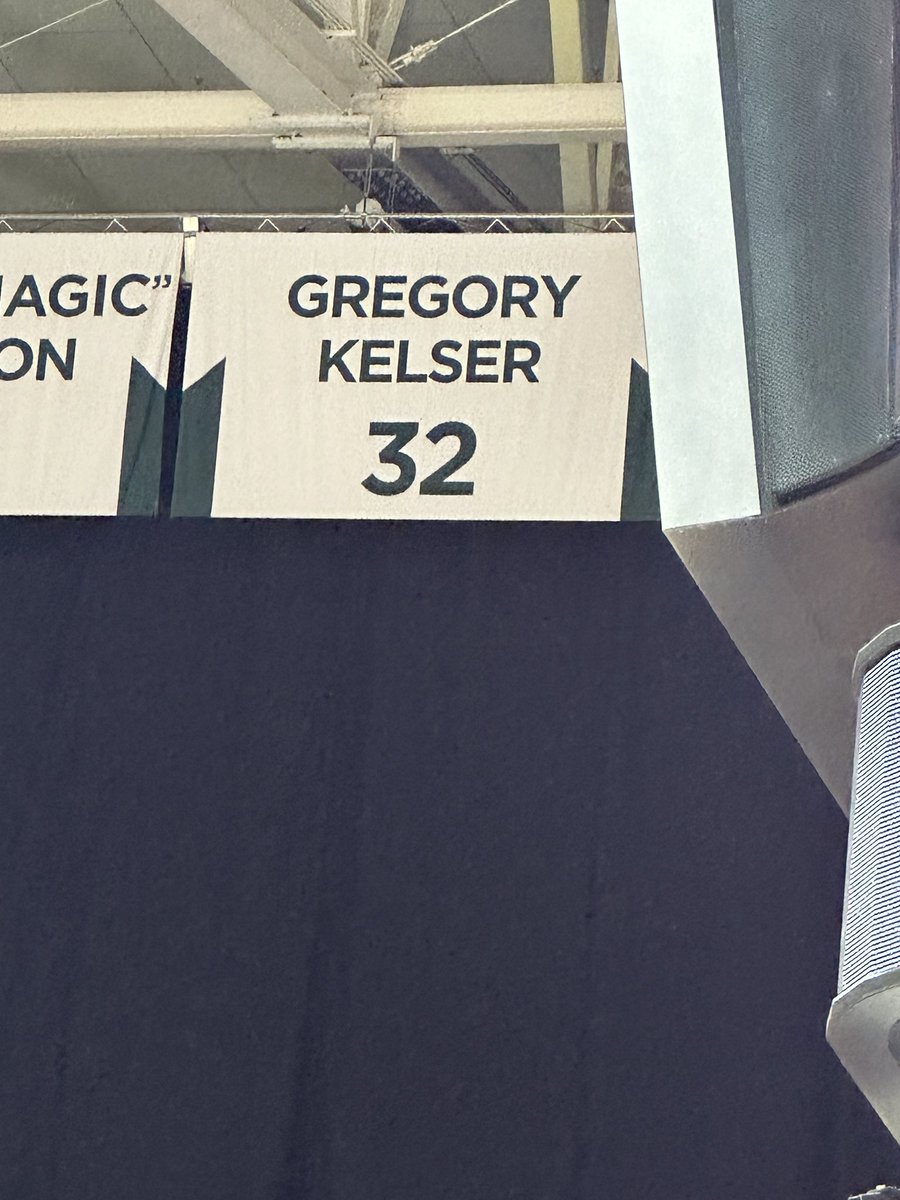 AGIC”
ON
GREGORY
KELSER
32